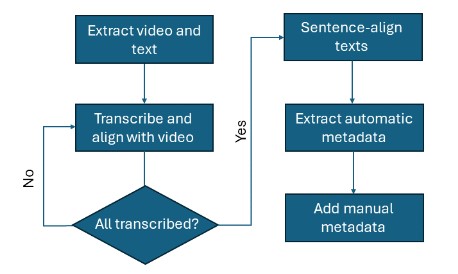 Extract video and
text
Transcribe and
align with video
All transcribed?
No
Yes
Sentence-align
texts
Extract automatic
metadata
Add manual
metadata